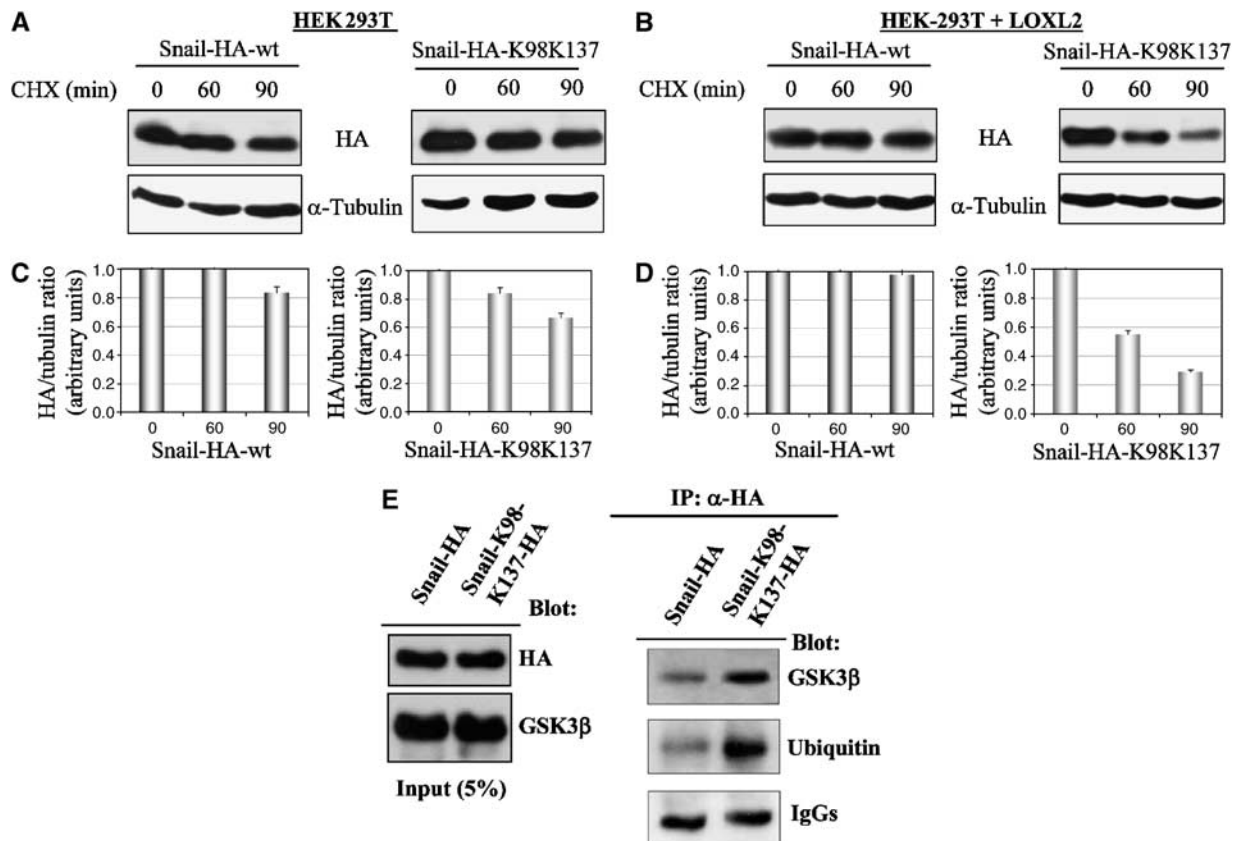 A
HEK293T
Snail-HA-wt
Snail-HA-K98K137
CHX (min)
0 60 90
0 60 90
HA
α-Tubulin
B
HEK-293T + LOXL2
Snail-HA-wt
Snail-HA-K98K137
CHX (min)
0 60 90
0 60 90
HA
α-Tubulin
C
HA/tubulin ratio
(arbitrary units)
1.0
0.8
0.6
0.4
0.2
0.0
0 60 90
Snail-HA-wt
HA/tubulin ratio
(arbitrary units)
1.0
0.8
0.6
0.4
0.2
0.0
0 60 90
Snail-HA-K98K137
D
HA/tubulin ratio
(arbitrary units)
1.0
0.8
0.6
0.4
0.2
0.0
0 60 90
Snail-HA-wt
HA/tubulin ratio
(arbitrary units)
1.0
0.8
0.6
0.4
0.2
0.0
0 60 90
Snail-HA-K98K137
E
Snail-HA
Snail-K98-
K137-HA
Blot:
HA
GSK3β
Input (5%)
IP: α-HA
Snail-HA
Snail-K98-
K137-HA
Blot:
GSK3β
Ubiquitin
IgGs